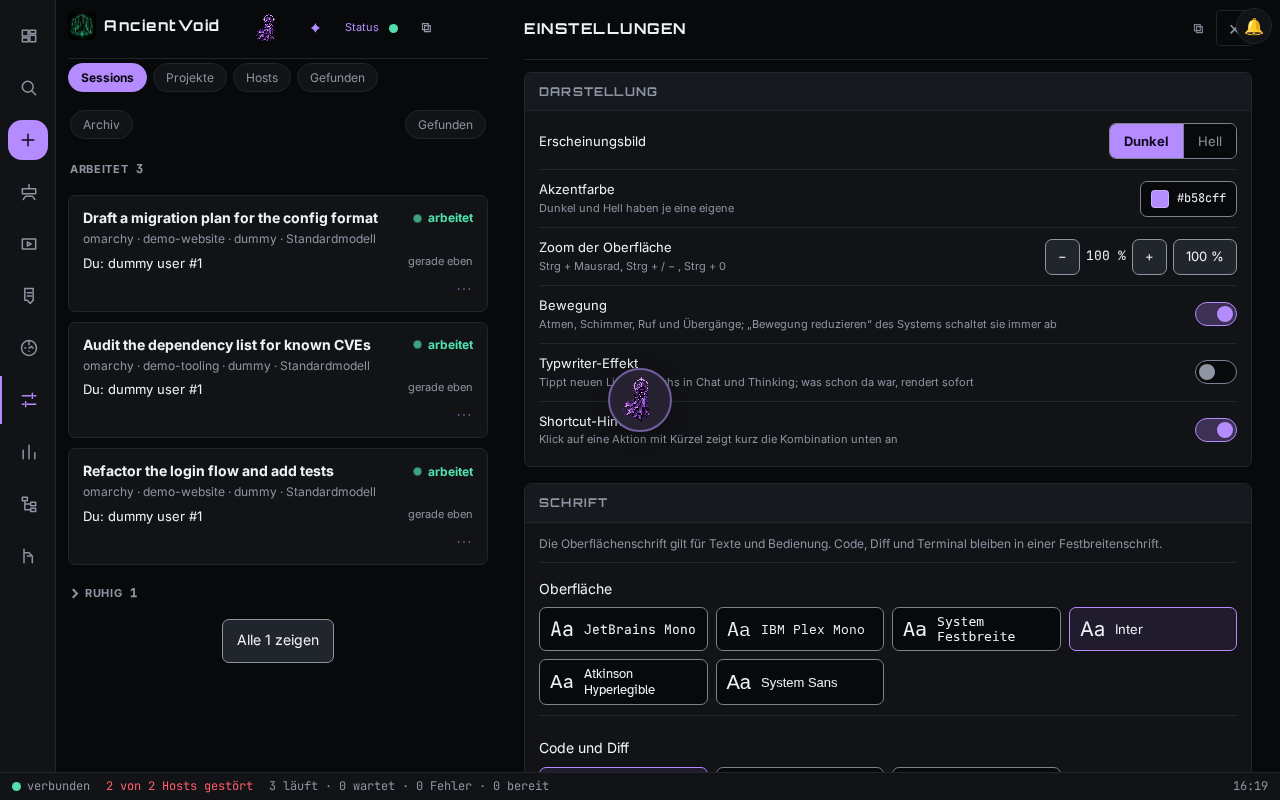 AncientVoid
Status
Sessions
Projekte
Hosts
Gefunden
Archiv
Gefunden
ARBEITET 3
Draft a migration plan for the config format
arbeitet
omarchy · demo-website · dummy · Standardmodell
Du: dummy user #1
gerade eben
...
Audit the dependency list for known CVEs
arbeitet
omarchy · demo-tooling · dummy · Standardmodell
Du: dummy user #1
gerade eben
...
Refactor the login flow and add tests
arbeitet
omarchy · demo-website · dummy · Standardmodell
Du: dummy user #1
gerade eben
...
RUHIG 1
Alle 1 zeigen
EINSTELLUNGEN
DARSTELLUNG
Erscheinungsbild
Dunkel
Hell
Akzentfarbe
Dunkel und Hell haben je eine eigene
#b58cff
Zoom der Oberfläche
Strg + Mausrad, Strg + / − , Strg + 0
−
100 %
+
100 %
Bewegung
Atmen, Schimmer, Ruf und Übergänge; „Bewegung reduzieren“ des Systems schaltet sie immer ab
Typwriter-Effekt
Tippt neuen in Chat und Thinking; was schon da war, rendert sofort
Klick auf eine Aktion mit Kürzel zeigt kurz die Kombination unten an
SCHRIFT
Die Oberflächenschrift gilt für Texte und Bedienung. Code, Diff und Terminal bleiben in einer Festbreitenschrift.
Oberfläche
Aa JetBrains Mono
Aa IBM Plex Mono
Aa System Festbreite
Aa Inter
Aa Atkinson Hyperlegible
Aa System Sans
Code und Diff
verbunden
2 von 2 Hosts gestört
3 läuft · 0 wartet · 0 Fehler · 0 bereit
16:19